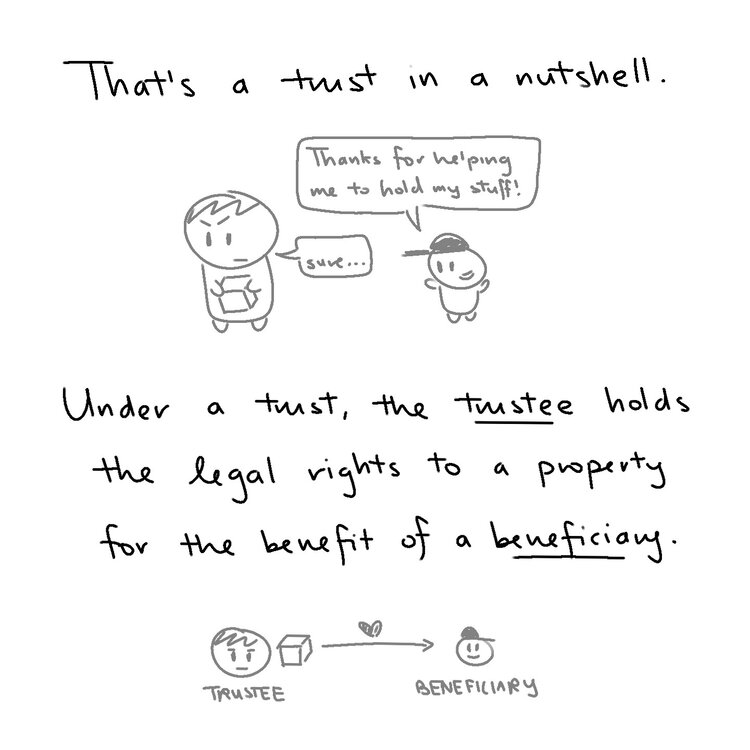 That's a trust in a nutshell.
Thanks for helping
me to hold my stuff!
sure...
Under a trust, the trustee holds
the legal rights to a property
for the benefit of a beneficiary.
TRUSTEE
BENEFICIARY